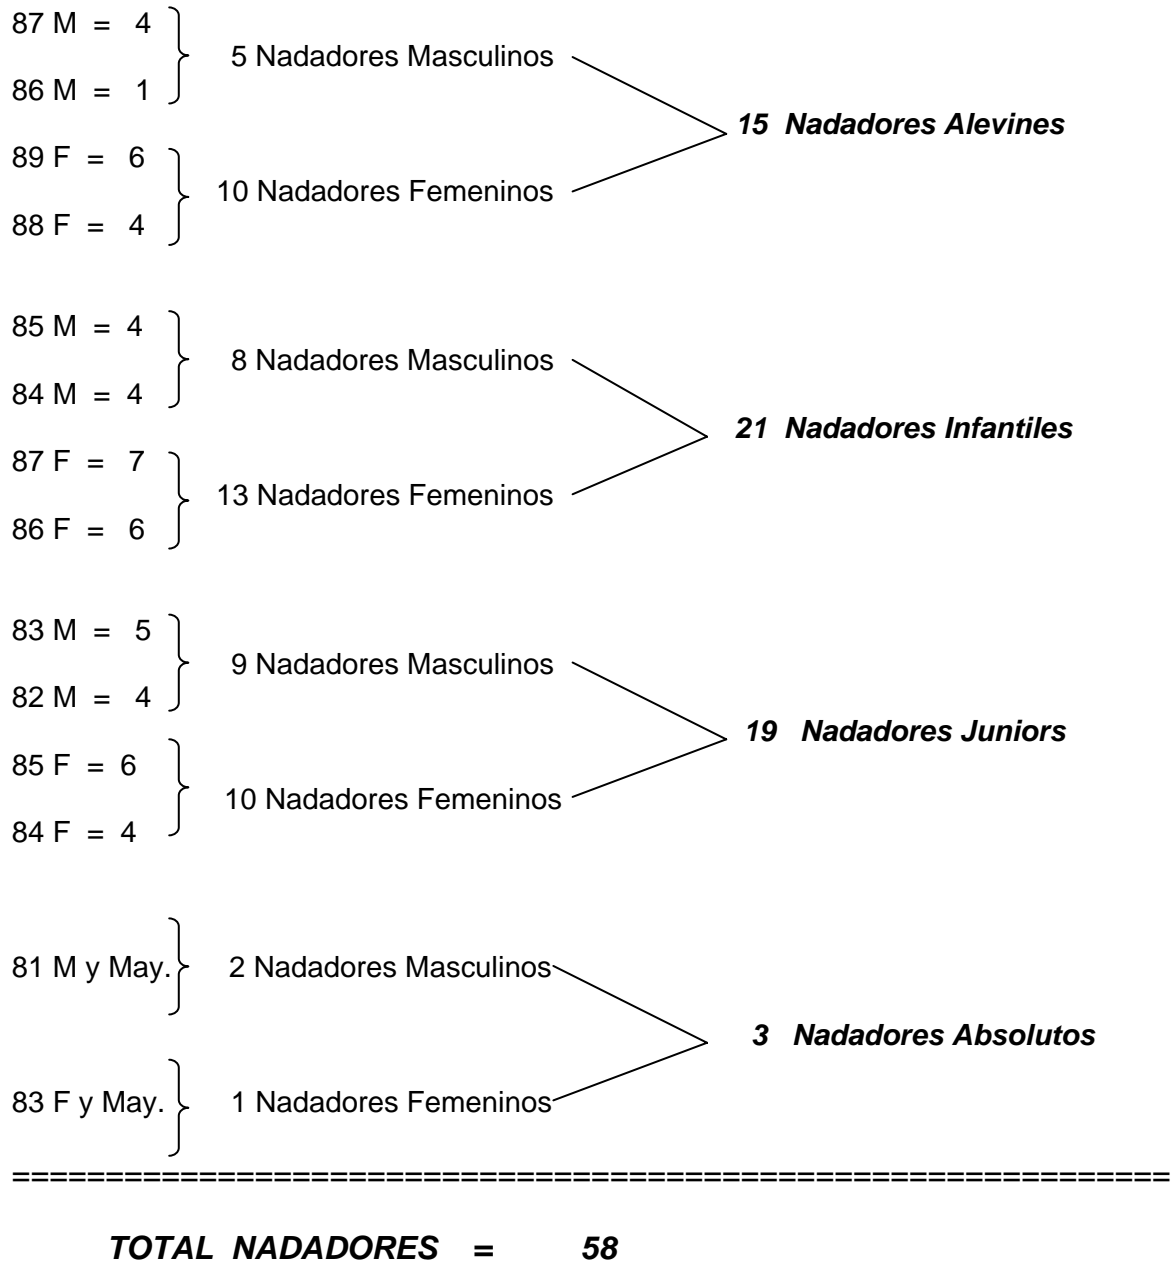 87 M = 4
5 Nadadores Masculinos
86 M = 1
15 Nadadores Alevines
89 F = 6
10 Nadadores Femeninos
88 F = 4
85 M = 4
8 Nadadores Masculinos
84 M = 4
21 Nadadores Infantiles
87 F = 7
13 Nadadores Femeninos
86 F = 6
83 M = 5
9 Nadadores Masculinos
82 M = 4
19 Nadadores Juniors
85 F = 6
10 Nadadores Femeninos
84 F = 4
81 M y May. 2 Nadadores Masculinos
3 Nadadores Absolutos
83 F y May. 1 Nadadores Femeninos
==============================================================
TOTAL NADADORES = 58